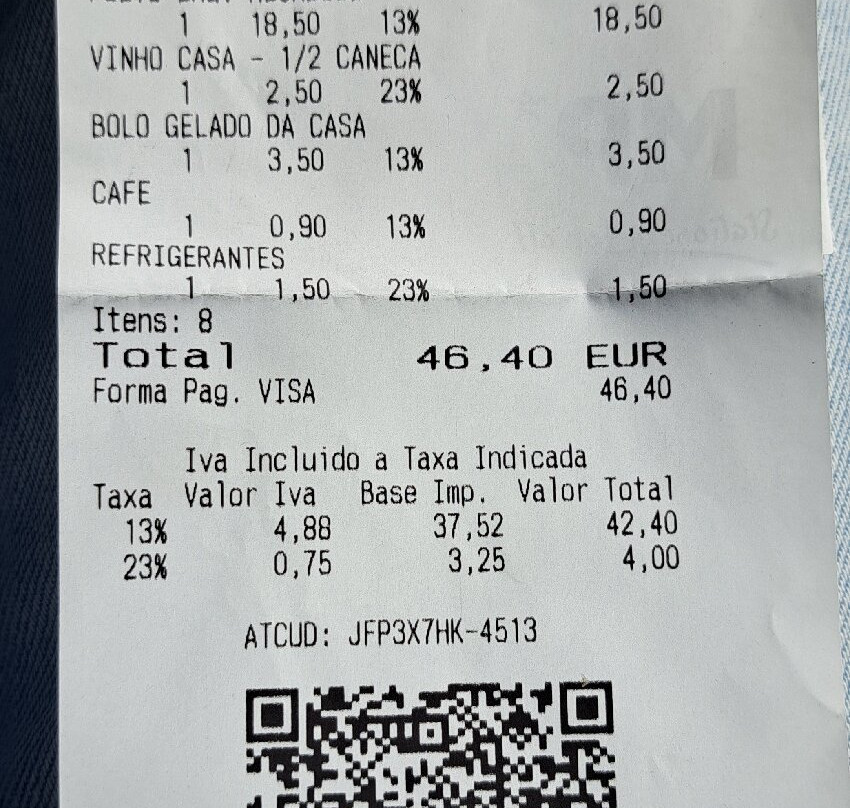 1 18,50 13% 18,50
VINHO CASA - 1/2 CANECA
1 2,50 23% 2,50
BOLO GELADO DA CASA
1 3,50 13% 3,50
CAFE
1 0,90 13% 0,90
REFRIGERANTES
1 1,50 23% 1,50
Itens: 8
Total 46,40 EUR
Forma Pag. VISA 46,40
Iva Incluido a Taxa Indicada
Taxa Valor Iva Base Imp. Valor Total
13% 4,88 37,52 42,40
23% 0,75 3,25 4,00
ATCUD: JFP3X7HK-4513